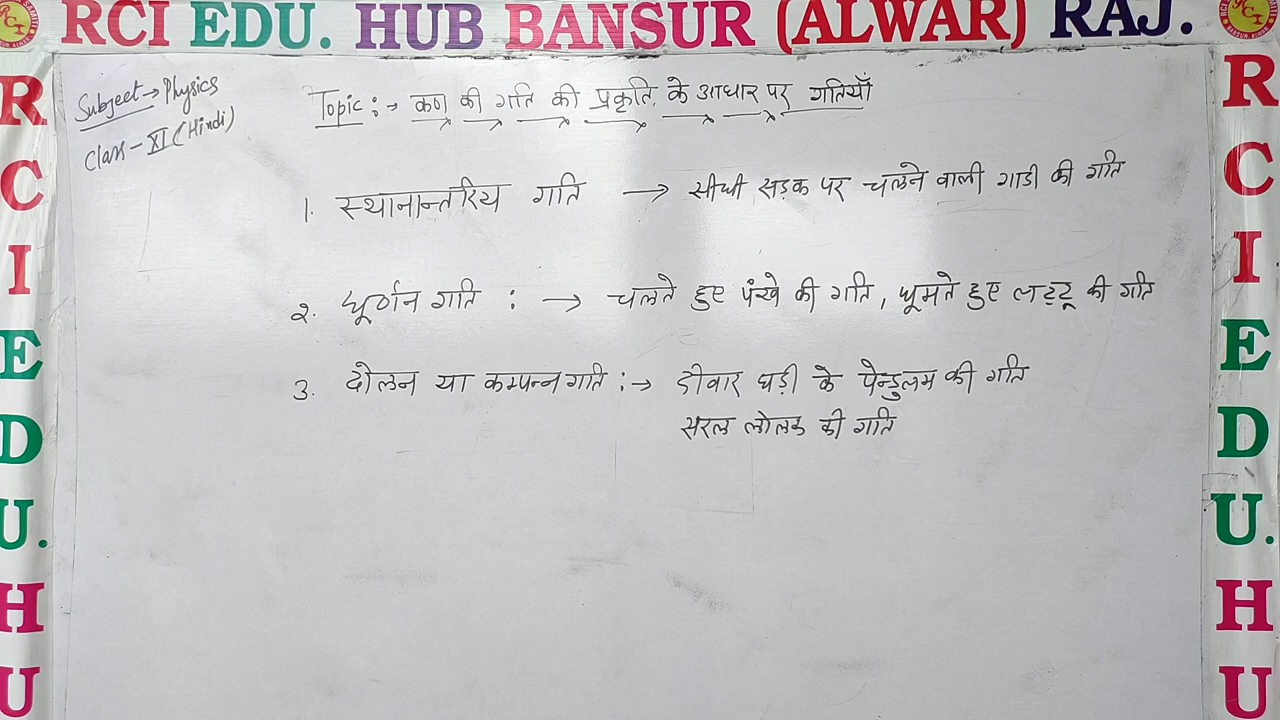 RCI EDU. HUB BANSUR (ALWAR) RAJ.
Subject → Physics
Class - XI (Hindi)
Topic :→ कण की गति की प्रकृति के आधार पर गतियाँ
1. स्थानान्तरिय गति → सीधी सड़क पर चलने वाली गाडी की गति
2. घूर्णन गति : → चलते हुए पंखे की गति, घूमते हुए लट्टू की गति
3. दोलन या कम्पन्न गति :→ दीवार घड़ी के पेन्डुलम की गति
सरल लोलक की गति
R C I E D U. H U
R C I E D U. H U